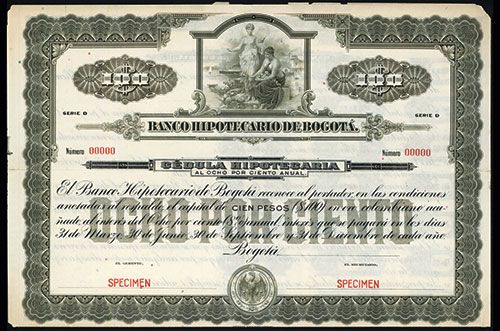 100 100
SERIE D SERIE D
BANCO HIPOTECARIO DE BOGOTÁ.
Número 00000 Número 00000
CÉDULA HIPOTECARIA
AL OCHO POR CIENTO ANUAL.
El Banco Hipotecario de Bogotá reconoce al portador, en las condiciones
anotadas al respaldo, el capital de CIEN PESOS ($100) en oro colombiano acu-
ñado, al interés del Ocho por ciento 8% anual, interés que se pagará en los días
31 de Marzo, 30 de Junio, 30 de Septiembre y 31 de Diciembre de cada año.
Bogotá
EL GERENTE, EL SECRETARIO,
SPECIMEN SPECIMEN